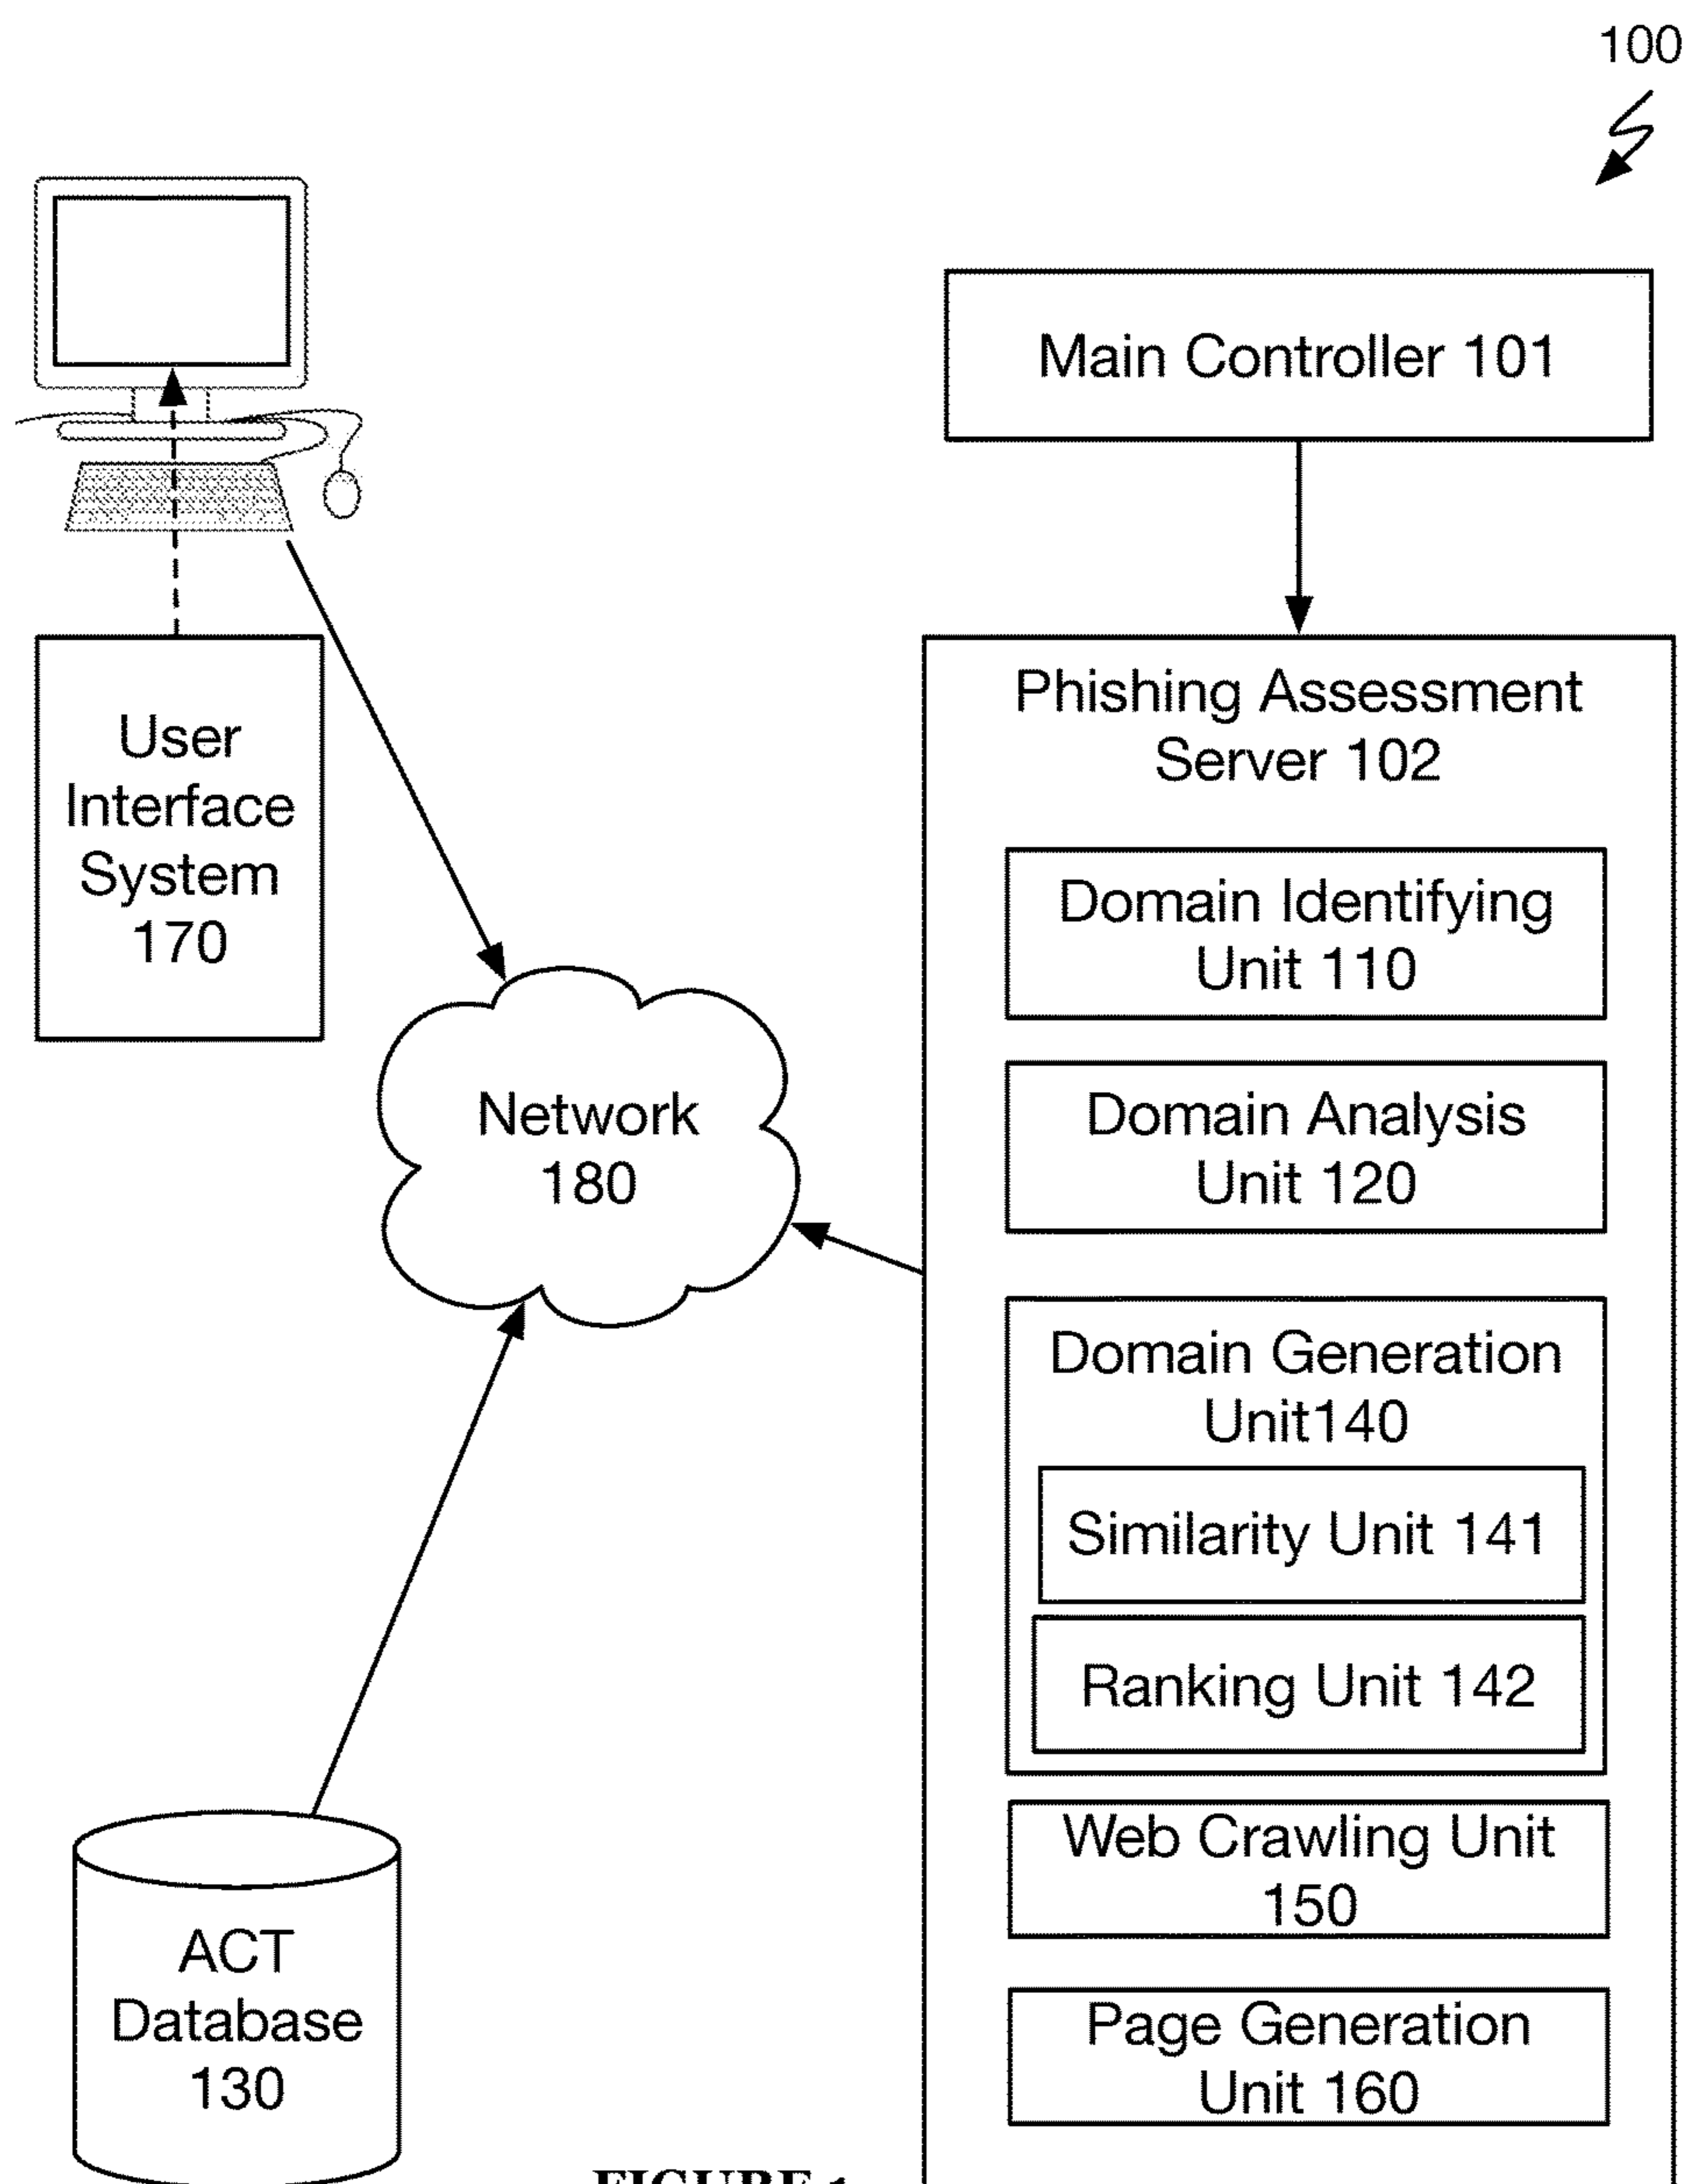 100
Main Controller 101
User
Interface
System
170
Phishing Assessment
Server 102
Domain Identifying
Unit 110
Domain Analysis
Unit 120
Network
180
Domain Generation
Unit140
Similarity Unit 141
Ranking Unit 142
Web Crawling Unit
150
Page Generation
Unit 160
ACT
Database
130
FIGURE 1